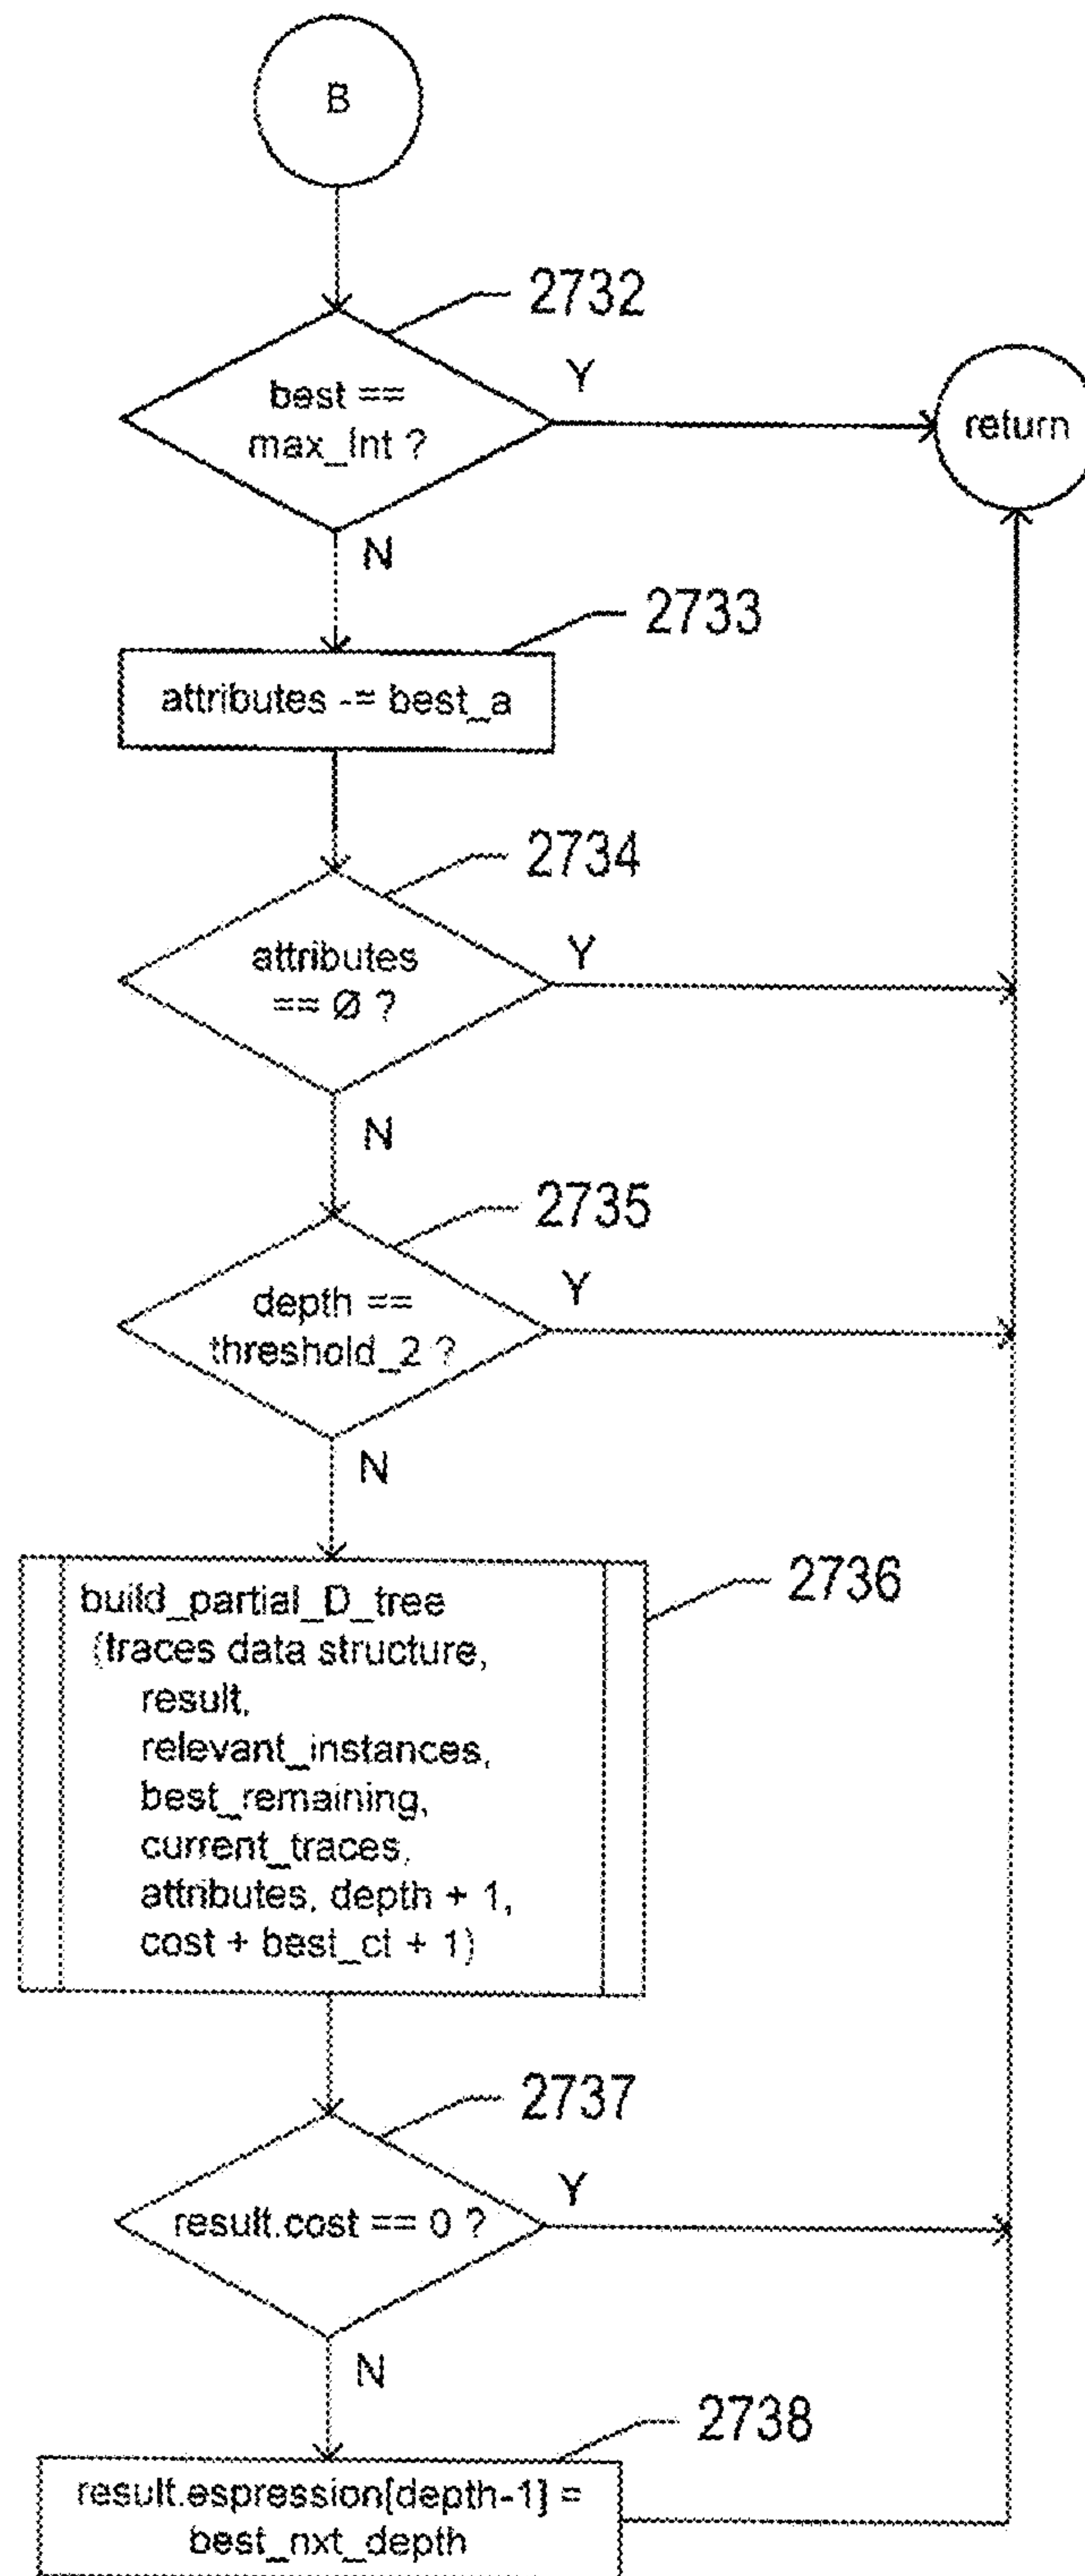 B
2732
best ==
max_Int ?
Y
return
N
2733
attributes -= best_a
2734
attributes
== Ø ?
Y
N
2735
depth ==
threshold_2 ?
Y
N
2736
build_partial_D_tree
(traces data structure,
result,
relevant_instances,
best_remaining,
current_traces,
attributes, depth + 1,
cost + best_ct + 1)
2737
result.cost == 0 ?
Y
N
2738
result.espression[depth-1] =
best_nxt_depth